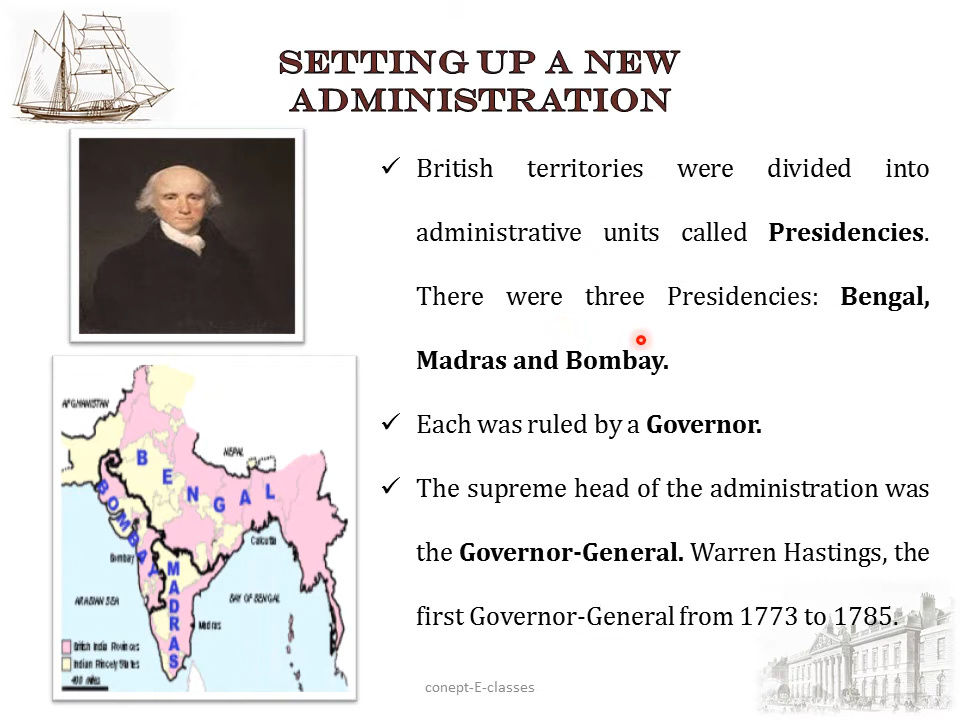 SETTING UP A NEW
ADMINISTRATION
✓ British territories were divided into
administrative units called Presidencies.
There were three Presidencies: Bengal,
Madras and Bombay.
✓ Each was ruled by a Governor.
✓ The supreme head of the administration was
the Governor-General. Warren Hastings, the
first Governor-General from 1773 to 1785.
AFGHANISTAN
NEPAL
BENGAL
BOMBAY
MADRAS
Calcutta
Bombay
ARABIAN SEA
BAY OF BENGAL
Madras
British India Provinces
Indian Princely States
400 miles
conept-E-classes